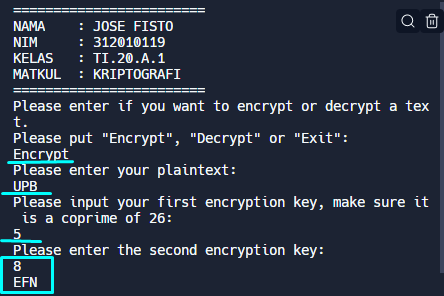 ========================
NAMA    : JOSE FISTO
NIM     : 312010119
KELAS   : TI.20.A.1
MATKUL  : KRIPTOGRAFI
========================
Please enter if you want to encrypt or decrypt a tex
t.
Please put "Encrypt", "Decrypt" or "Exit":
Encrypt
Please enter your plaintext:
UPB
Please input your first encryption key, make sure it
 is a coprime of 26:
5
Please enter the second encryption key:
8
EFN